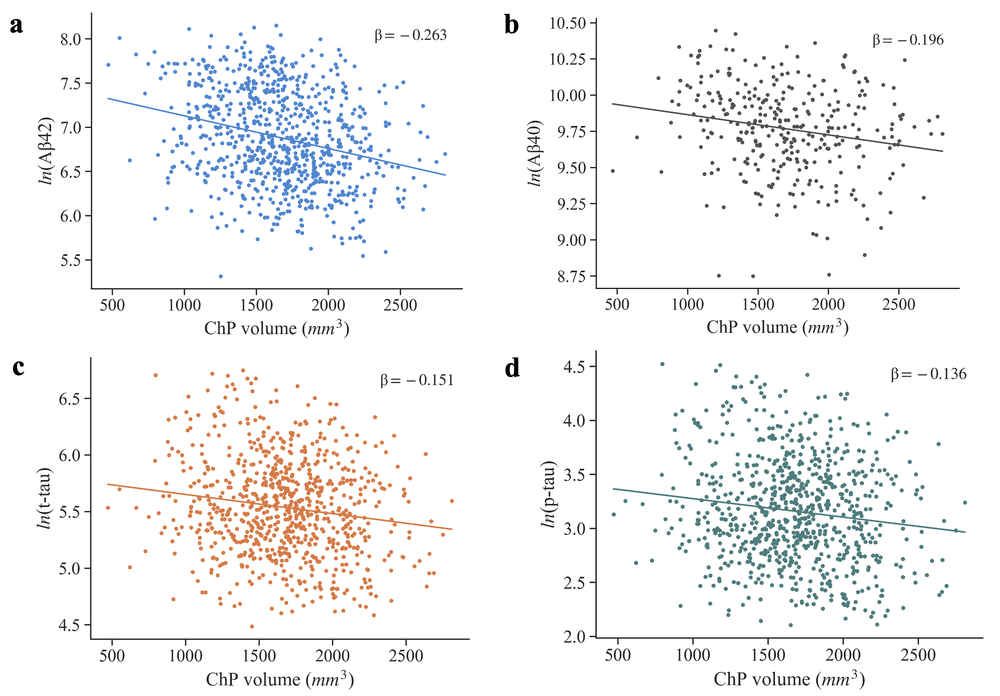 a
β = −0.263
8.0
7.5
7.0
6.5
6.0
5.5
ln(Aβ42)
500 1000 1500 2000 2500
ChP volume (mm³)
b
β = −0.196
10.50
10.25
10.00
9.75
9.50
9.25
9.00
8.75
ln(Aβ40)
500 1000 1500 2000 2500
ChP volume (mm³)
c
β = −0.151
6.5
6.0
5.5
5.0
4.5
ln(t-tau)
500 1000 1500 2000 2500
ChP volume (mm³)
d
β = −0.136
4.5
4.0
3.5
3.0
2.5
2.0
ln(p-tau)
500 1000 1500 2000 2500
ChP volume (mm³)